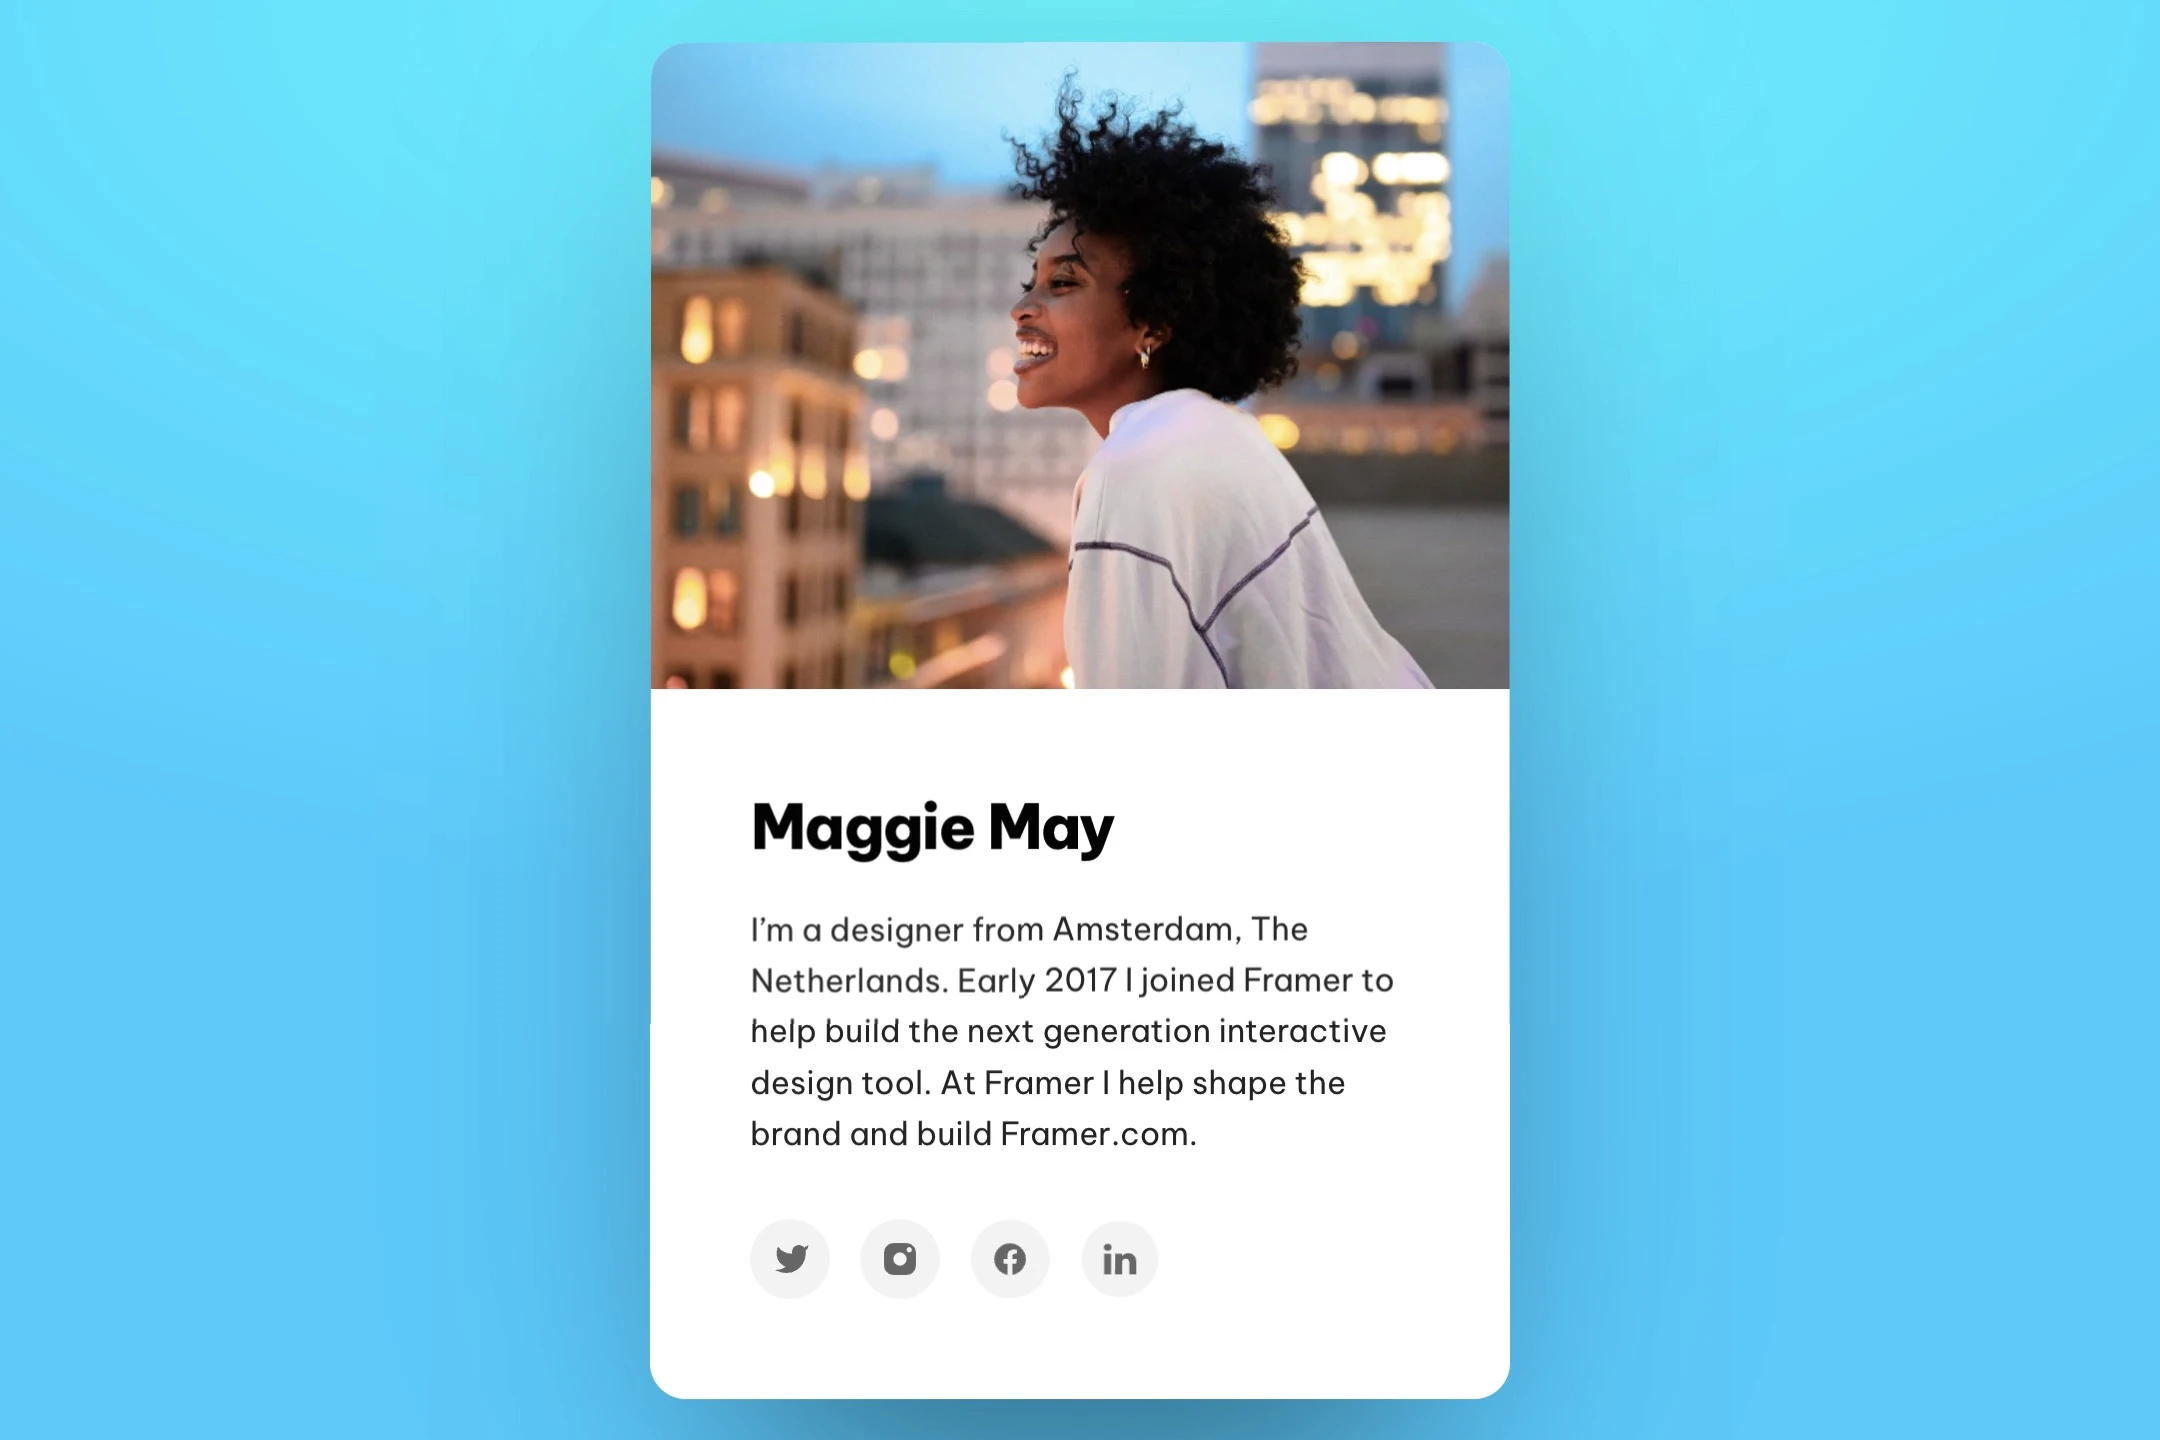 Maggie May
I’m a designer from Amsterdam, The
Netherlands. Early 2017 I joined Framer to
help build the next generation interactive
design tool. At Framer I help shape the
brand and build Framer.com.
in